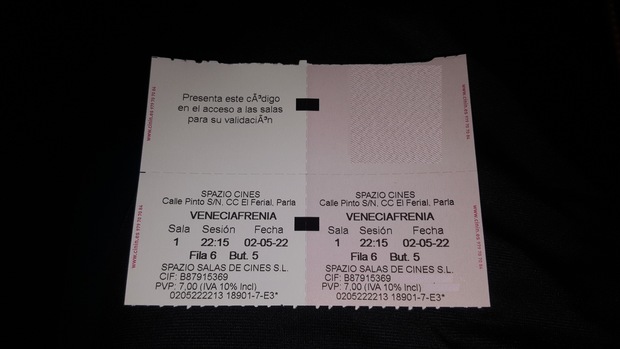 Presenta este cÃ³digo
en el acceso a las salas
para su validaciÃ³n
SPAZIO CINES
Calle Pinto S/N, CC El Ferial, Parla
VENECIAFRENIA
Sala Sesión Fecha
1 22:15 02-05-22
Fila 6 But. 5
SPAZIO SALAS DE CINES S.L.
CIF: B87915369
PVP: 7,00 (IVA 10% Incl)
0205222213 18901-7-E3*
SPAZIO CINES
Calle Pinto S/N, CC El Ferial, Parla
VENECIAFRENIA
Sala Sesión Fecha
1 22:15 02-05-22
Fila 6 But. 5
SPAZIO SALAS DE CINES S.L.
CIF: B87915369
PVP: 7,00 (IVA 10% Incl)
0205222213 18901-7-E3*